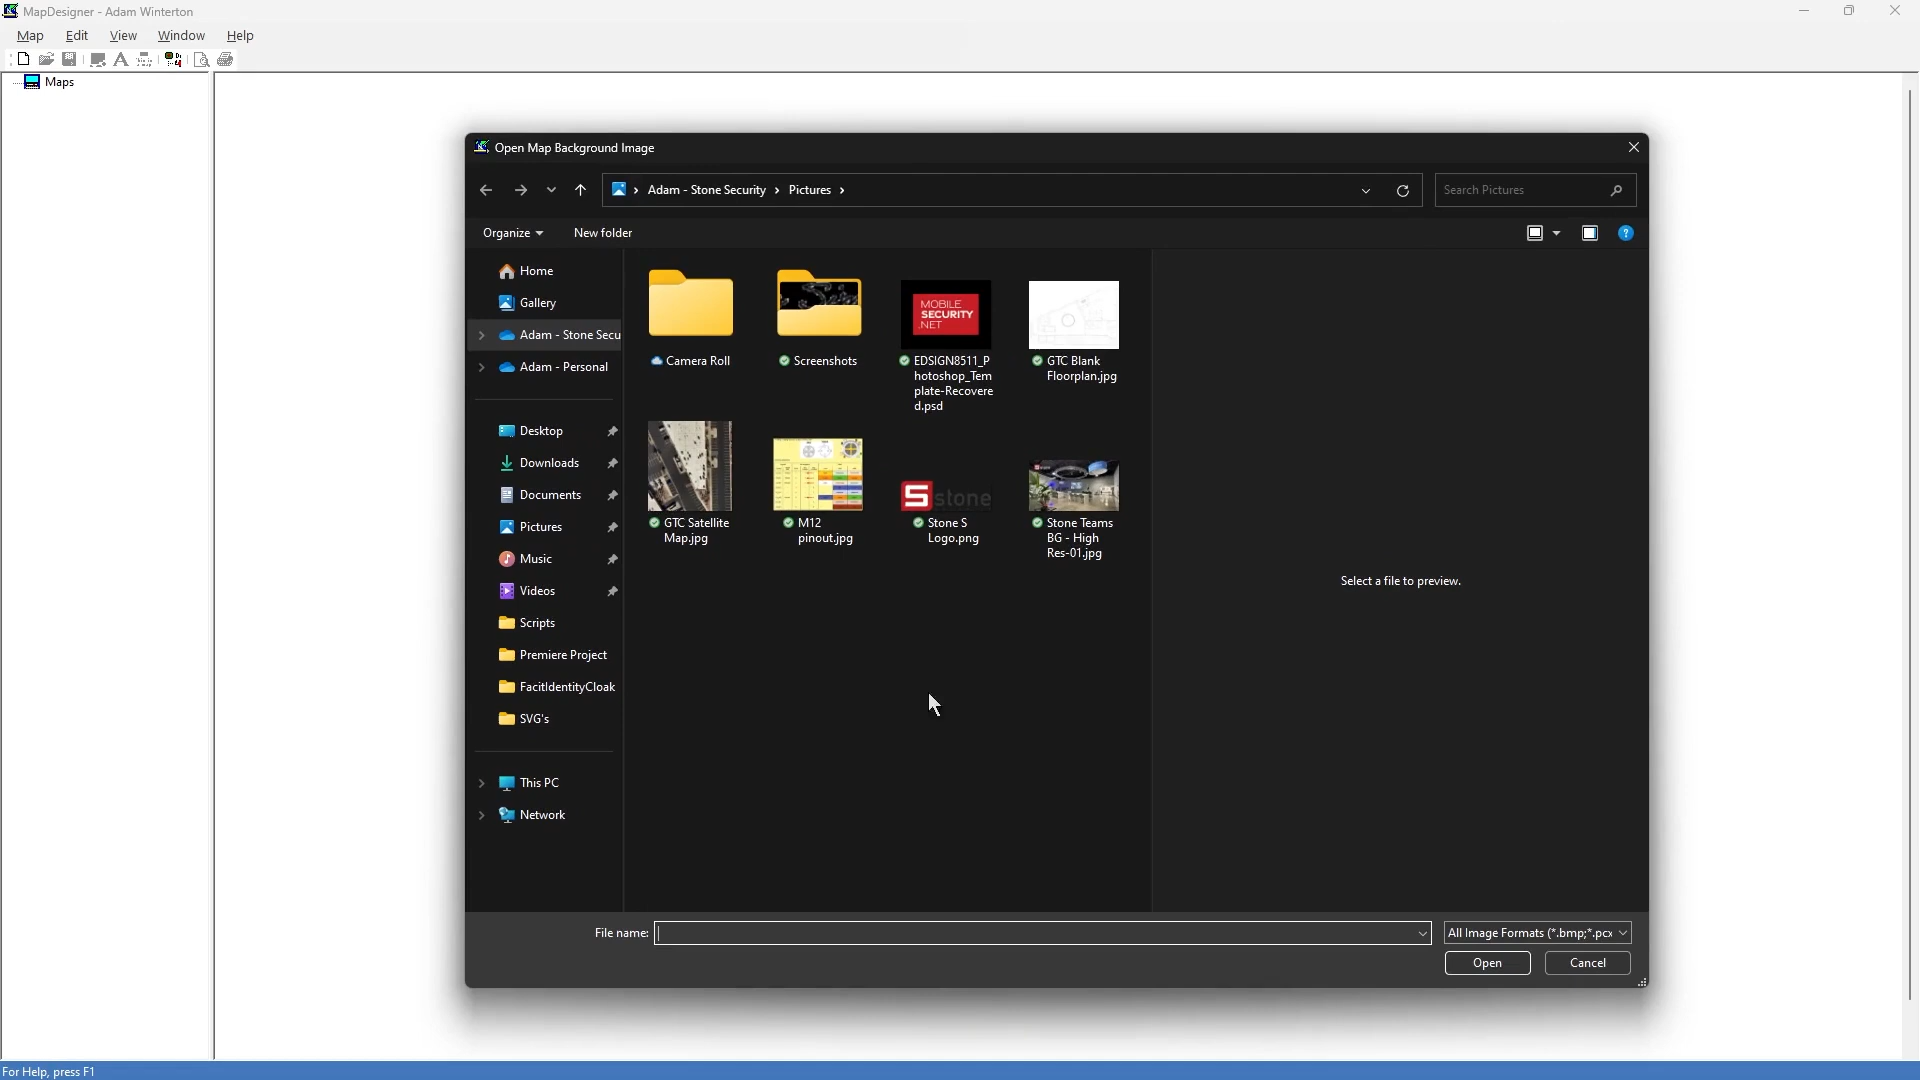 MapDesigner - Adam Winterton
Map Edit View Window Help
Maps
Open Map Background Image
Adam - Stone Security Pictures
Search Pictures
Organize New folder
Home
Gallery
Adam - Stone Secu
Adam - Personal
Desktop
Downloads
Documents
Pictures
Music
Videos
Scripts
Premiere Project
FacitIdentityCloak
SVG's
This PC
Network
MOBILE
SECURITY
.NET
Camera Roll
Screenshots
EDSIGN8511_P
hotoshop_Tem
plate-Recovere
d.psd
GTC Blank
Floorplan.jpg
stone
GTC Satellite
Map.jpg
M12
pinout.jpg
Stone S
Logo.png
Stone Teams
BG - High
Res-01.jpg
Select a file to preview.
File name:
All Image Formats (*.bmp;*.pcx
Open Cancel
For Help, press F1